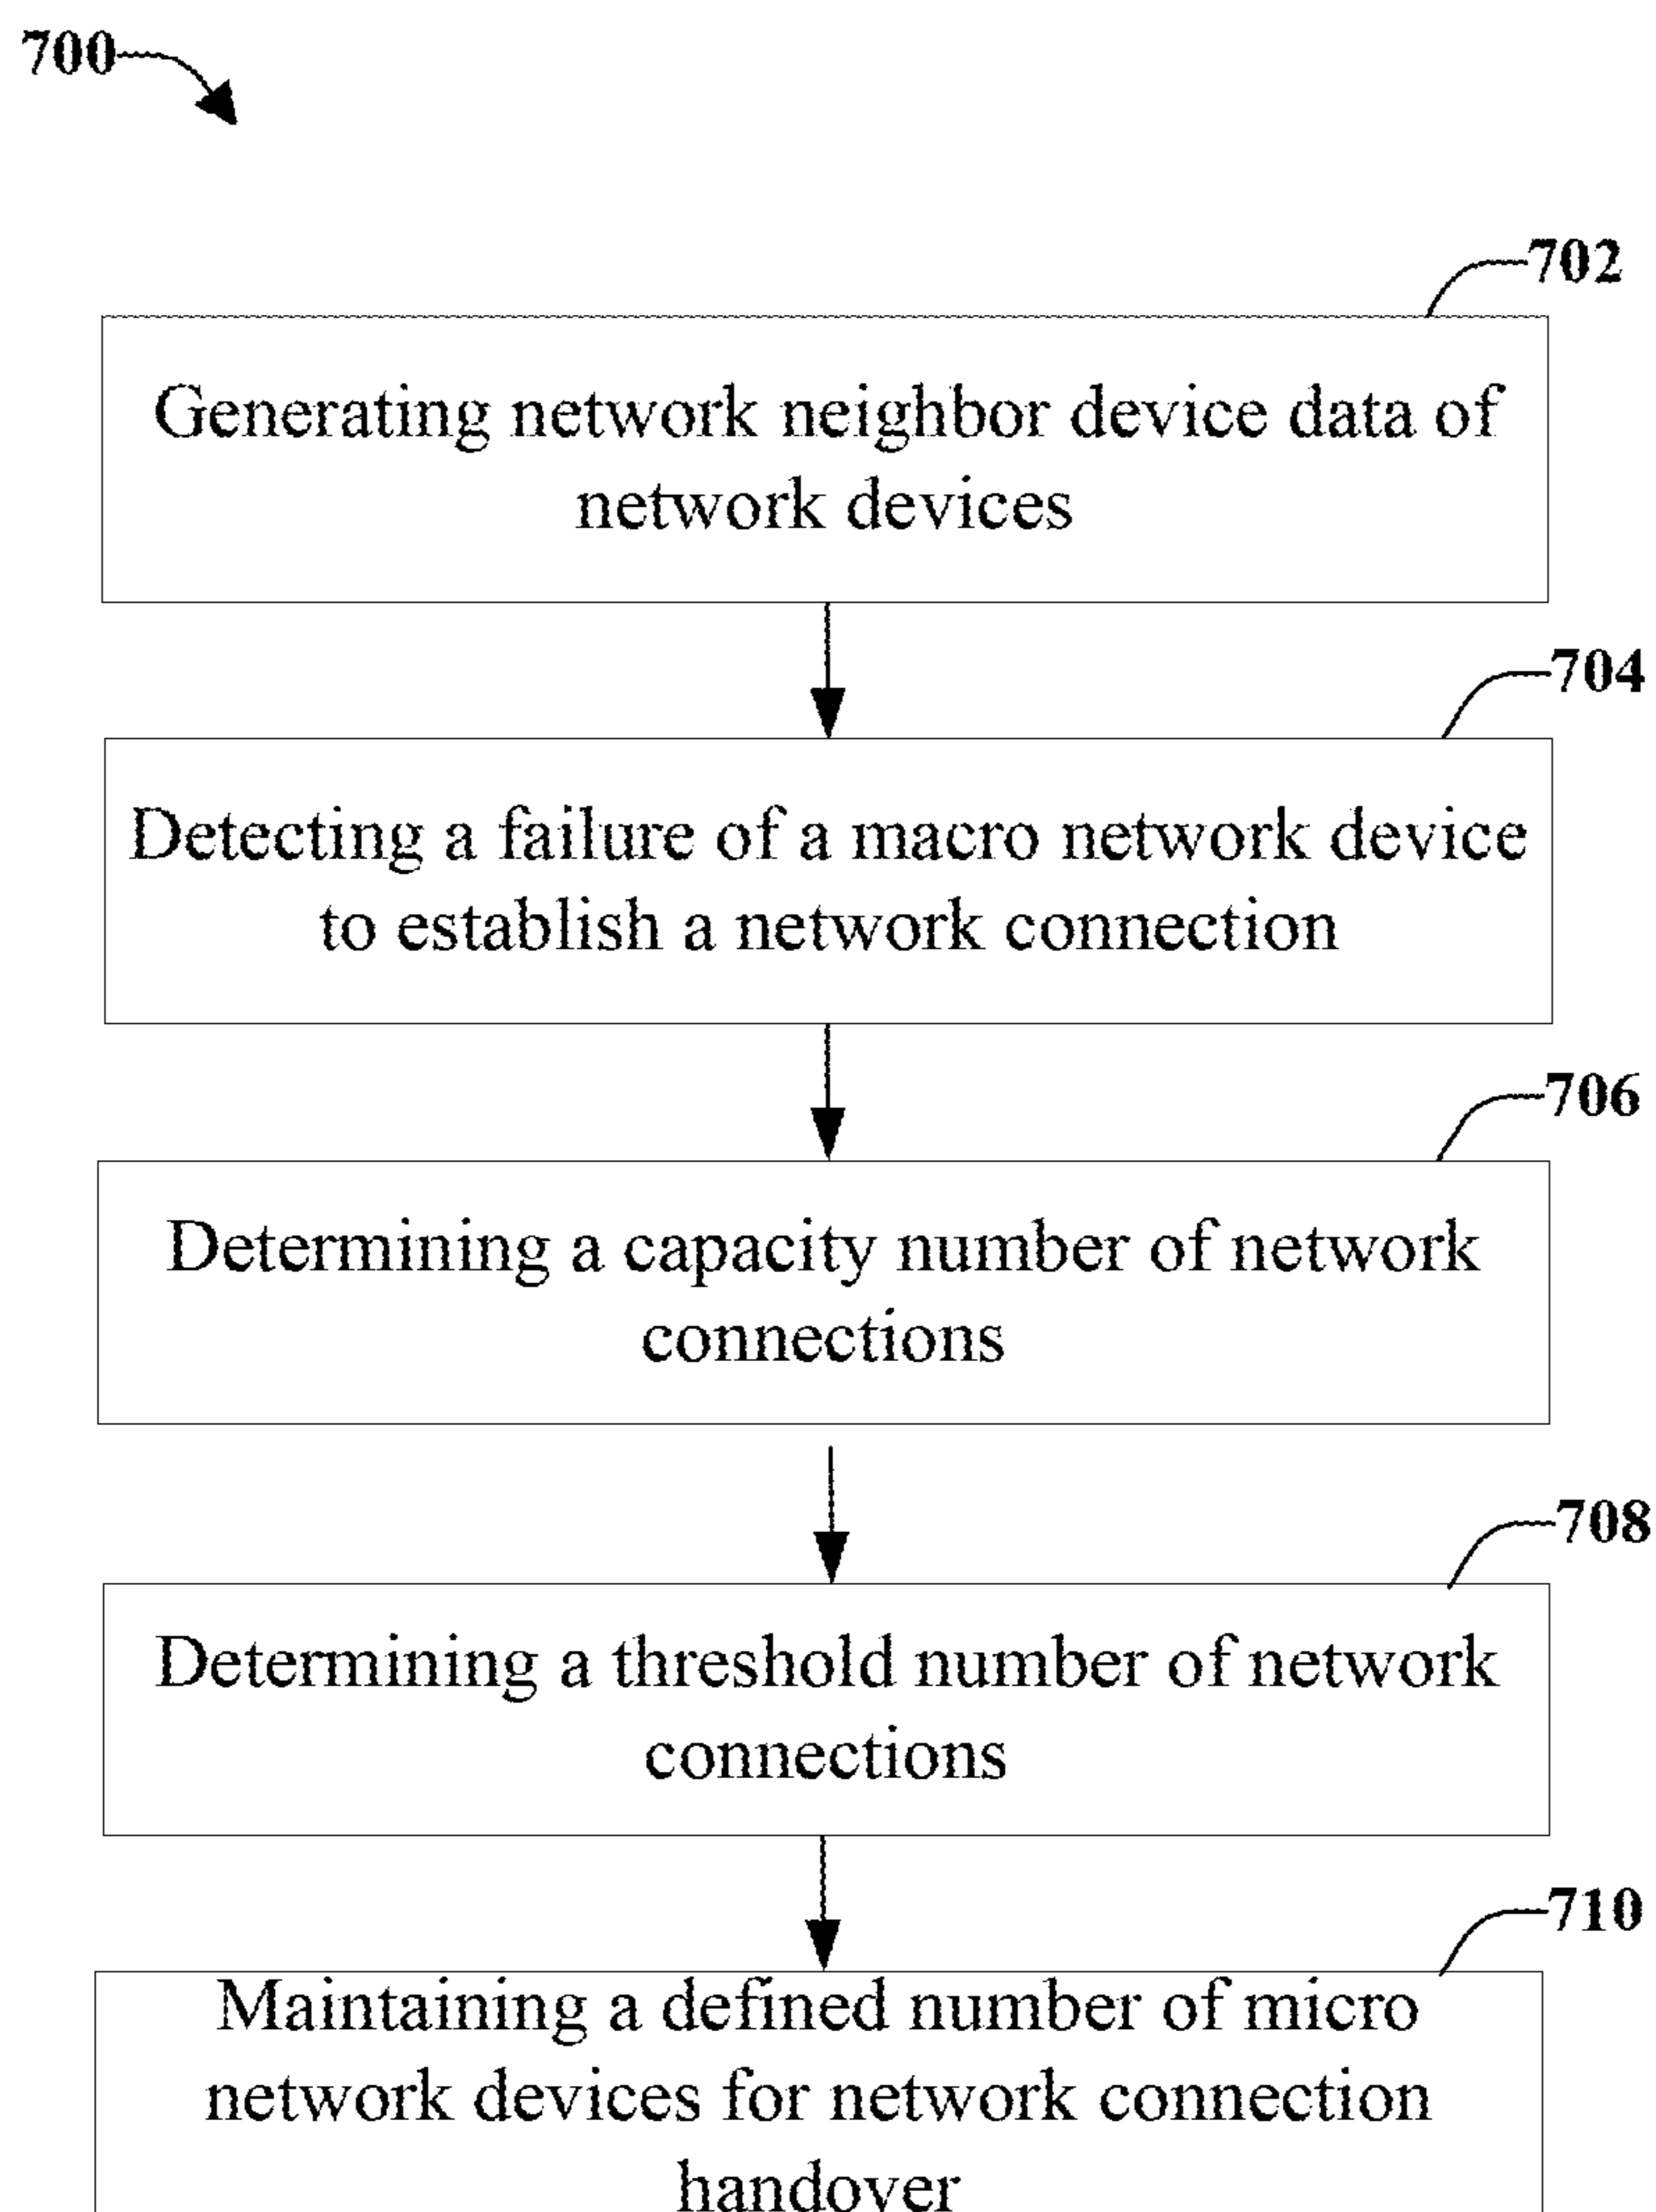 700
702
Generating network neighbor device data of
network devices
704
Detecting a failure of a macro network device
to establish a network connection
706
Determining a capacity number of network
connections
708
Determining a threshold number of network
connections
710
Maintaining a defined number of micro
network devices for network connection
handover